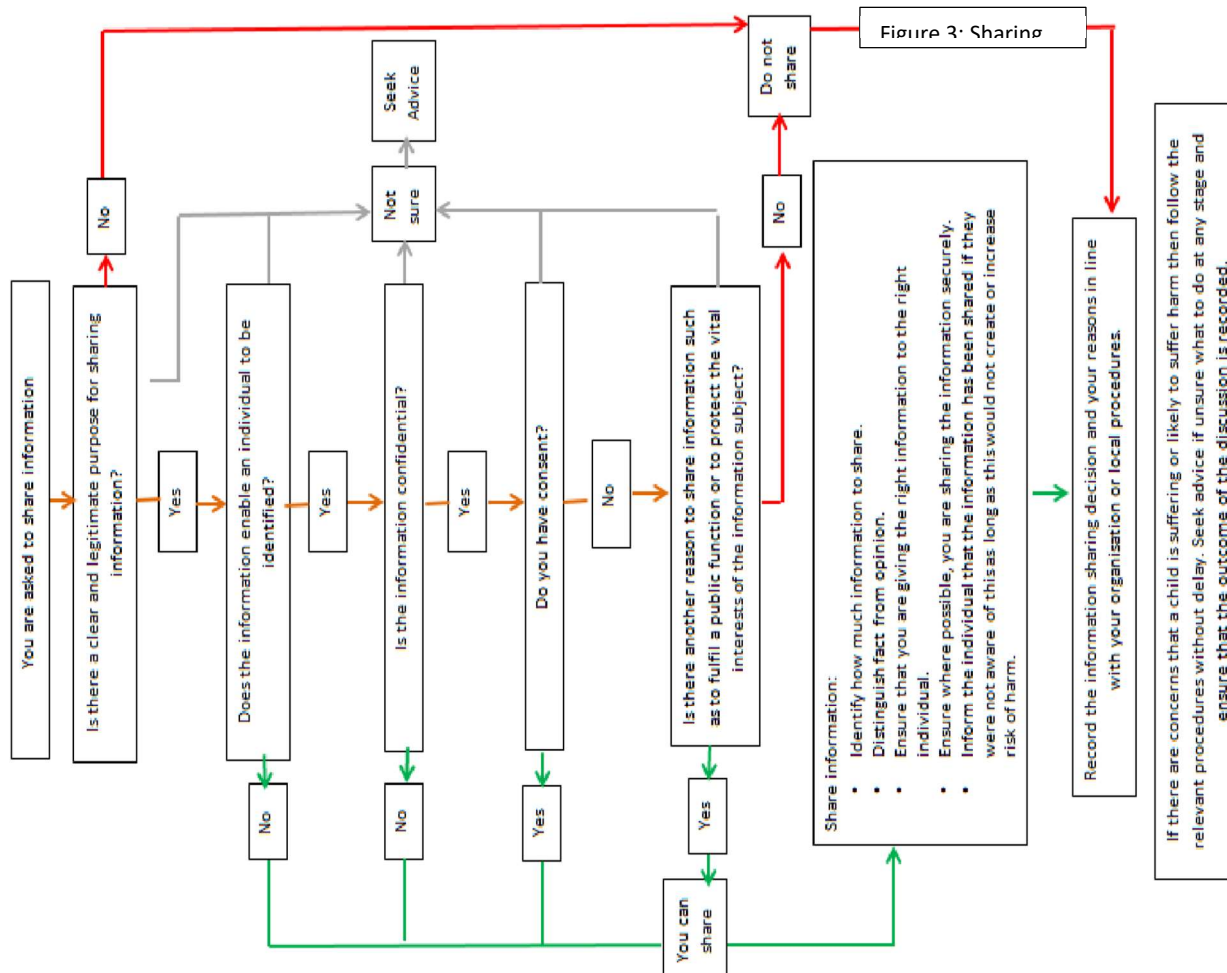 Figure 3: Sharing
You are asked to share information
Is there a clear and legitimate purpose for sharing
information?
No
Yes
Does the information enable an individual to be
identified?
No
Yes
Not
sure
Seek
Advice
Is the information confidential?
No
Yes
Do you have consent?
Yes
No
Is there another reason to share information such
as to fulfil a public function or to protect the vital
interests of the information subject?
Yes
No
You can
share
Do not
share
Share information:
• Identify how much information to share.
• Distinguish fact from opinion.
• Ensure that you are giving the right information to the right
individual.
• Ensure where possible, you are sharing the information securely.
• Inform the individual that the information has been shared if they
were not aware of this as long as this would not create or increase
risk of harm.
Record the information sharing decision and your reasons in line
with your organisation or local procedures.
If there are concerns that a child is suffering or likely to suffer harm then follow the
relevant procedures without delay. Seek advice if unsure what to do at any stage and
ensure that the outcome of the discussion is recorded.